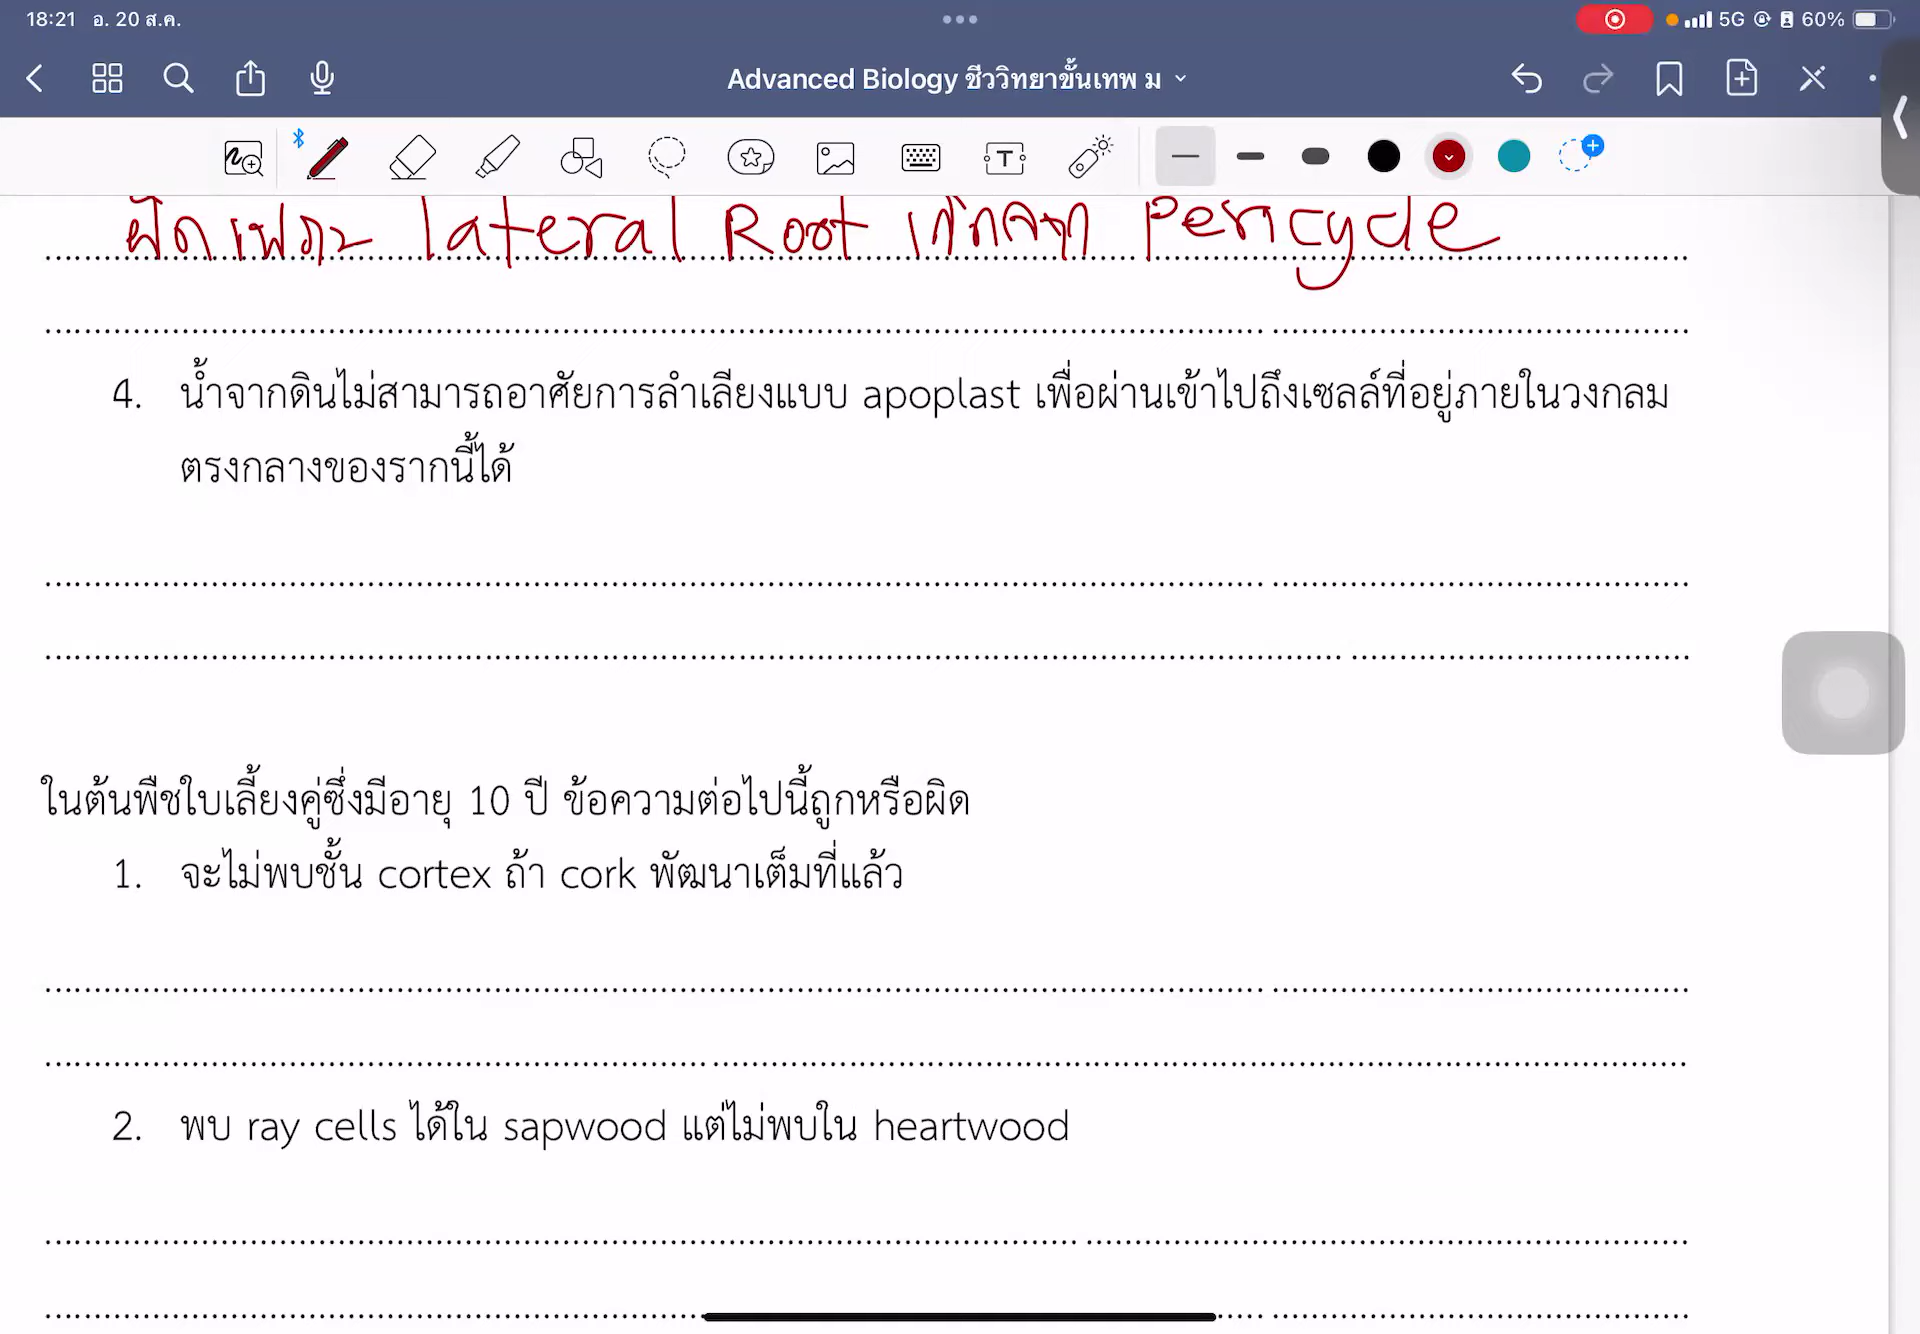 18:21 อ. 20 ส.ค.
5G 60%
Advanced Biology ชีววิทยาขั้นเทพ ม
ผิดเพราะ lateral Root เกิดจาก Pericycle
4. น้ำจากดินไม่สามารถอาศัยการลำเลียงแบบ apoplast เพื่อผ่านเข้าไปถึงเซลล์ที่อยู่ภายในวงกลม
ตรงกลางของรากนี้ได้
ในต้นพืชใบเลี้ยงคู่ซึ่งมีอายุ 10 ปี ข้อความต่อไปนี้ถูกหรือผิด
1. จะไม่พบชั้น cortex ถ้า cork พัฒนาเต็มที่แล้ว
2. พบ ray cells ได้ใน sapwood แต่ไม่พบใน heartwood